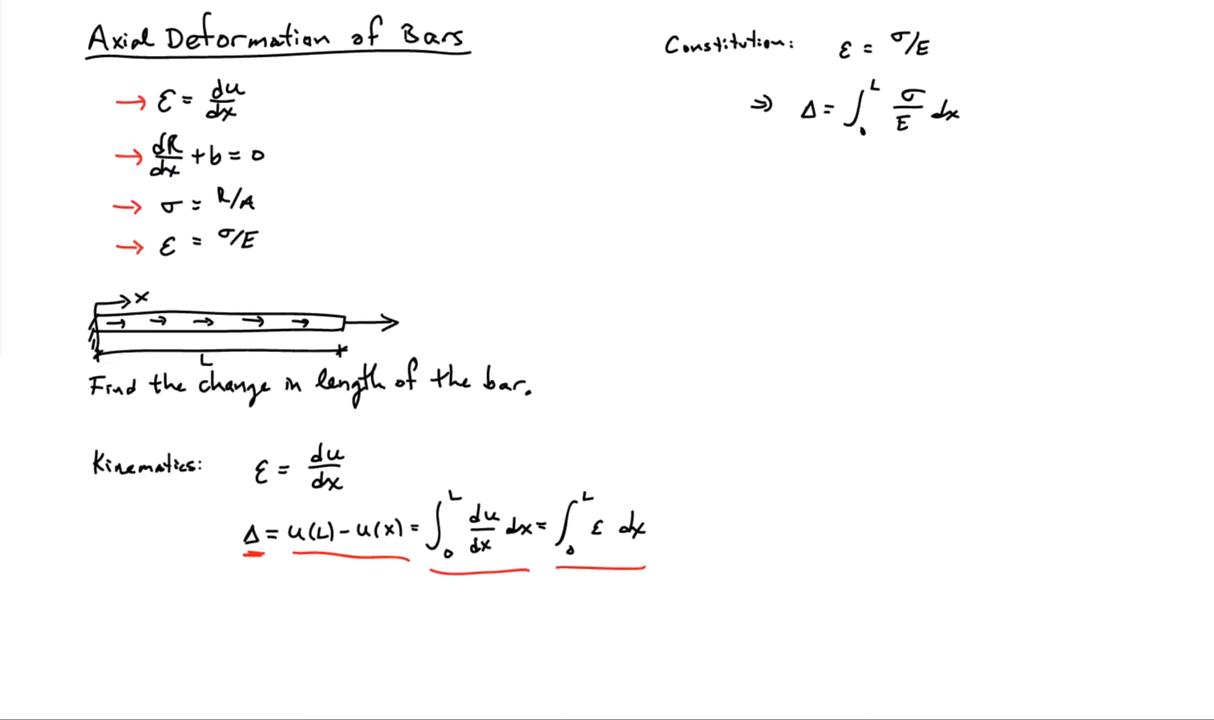 Axial Deformation of Bars
→ ε = du/dx
→ dR/dx + b = 0
→ σ = R/A
→ ε = σ/E
x
L
Find the change in length of the bar.
Kinematics: ε = du/dx
Δ = u(L) - u(x) = ∫₀ᴸ du/dx dx = ∫₀ᴸ ε dx
Constitution: ε = σ/E
⇒ Δ = ∫₀ᴸ σ/E dx